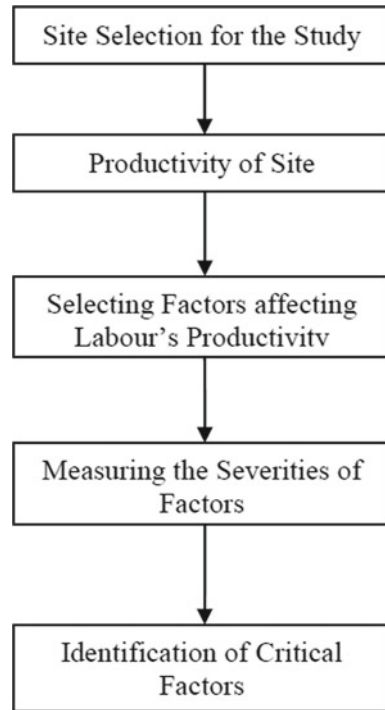 Site Selection for the Study
Productivity of Site
Selecting Factors affecting
Labour’s Productivity
Measuring the Severities of
Factors
Identification of Critical
Factors